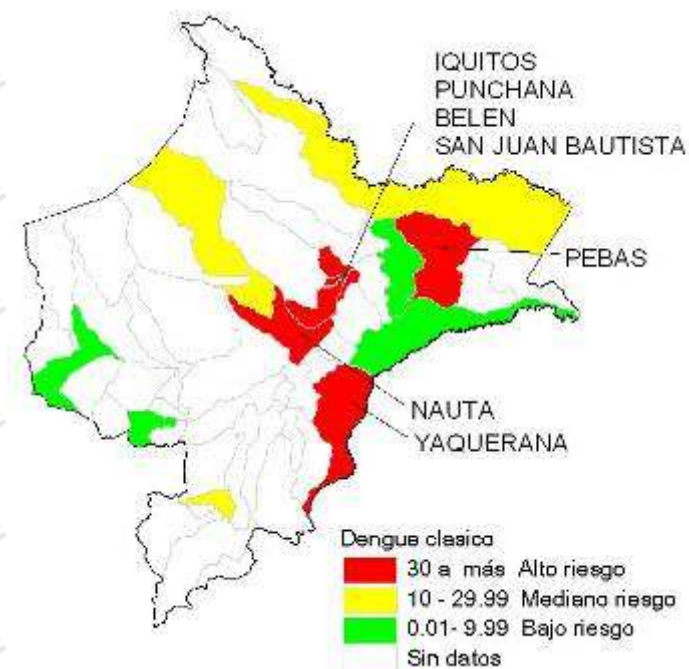 IQUITOS
PUNCHANA
BELEN
SAN JUAN BAUTISTA
PEBAS
NAUTA
YAQUERANA
Dengue clasico
30 a más Alto riesgo
10 - 29.99 Mediano riesgo
0.01- 9.99 Bajo riesgo
Sin datos